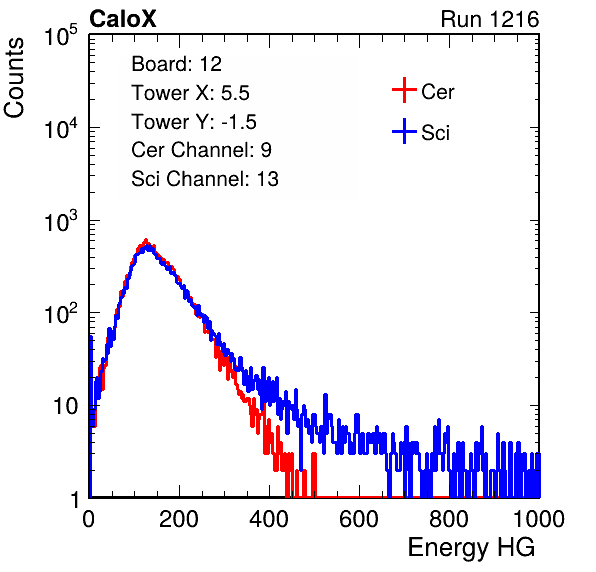 CaloX Run 1216
Counts
10^5
10^4
10^3
10^2
10
1
Board: 12
Tower X: 5.5
Tower Y: -1.5
Cer Channel: 9
Sci Channel: 13
Cer
Sci
0 200 400 600 800 1000
Energy HG